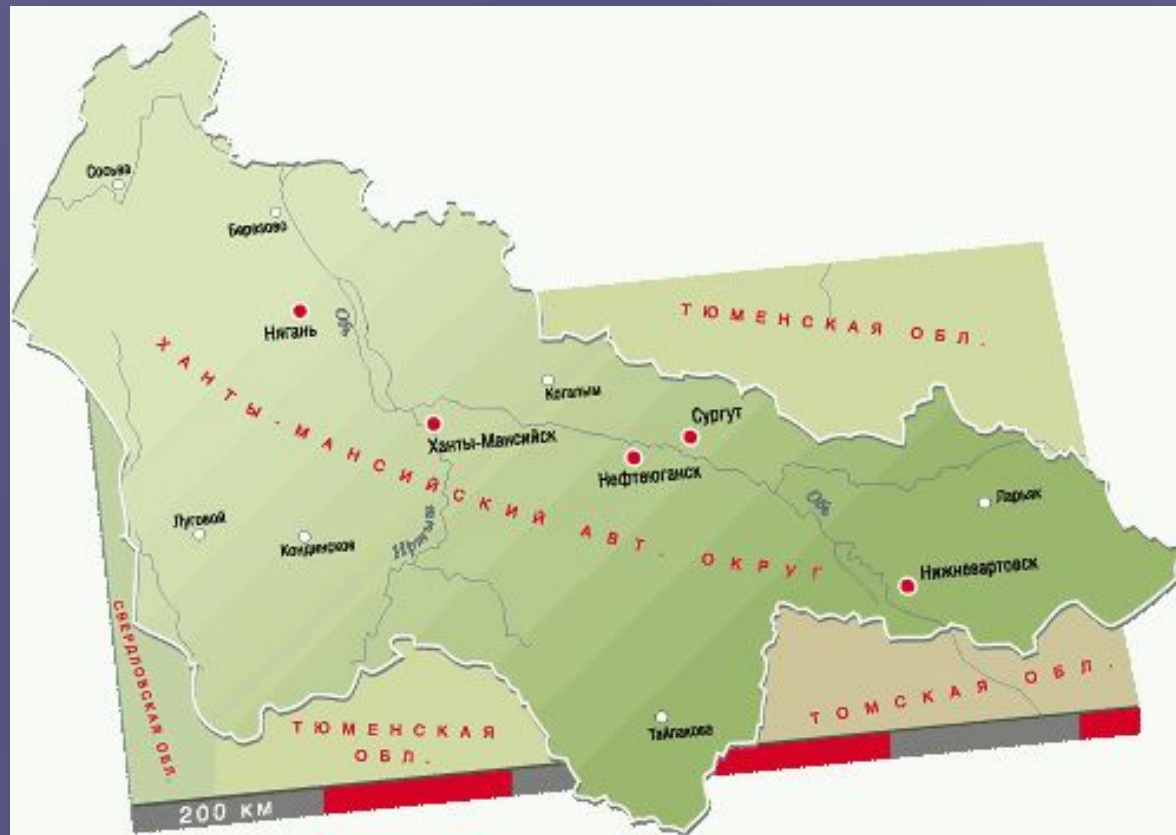 Сосьва
Березово
Обь
Нягань
ТЮМЕНСКАЯ ОБЛ.
ХАНТЫ-МАНСИЙСКИЙ АВТ. ОКРУГ
Когалым
Сургут
Ханты-Мансийск
Нефтеюганск
Обь
Ларьяк
Луговой
Кондинское
Иртыш
Нижневартовск
СВЕРДЛОВСКАЯ ОБЛ.
ТЮМЕНСКАЯ
ОБЛ.
ТОМСКАЯ ОБЛ.
Тайлакова
200 КМ